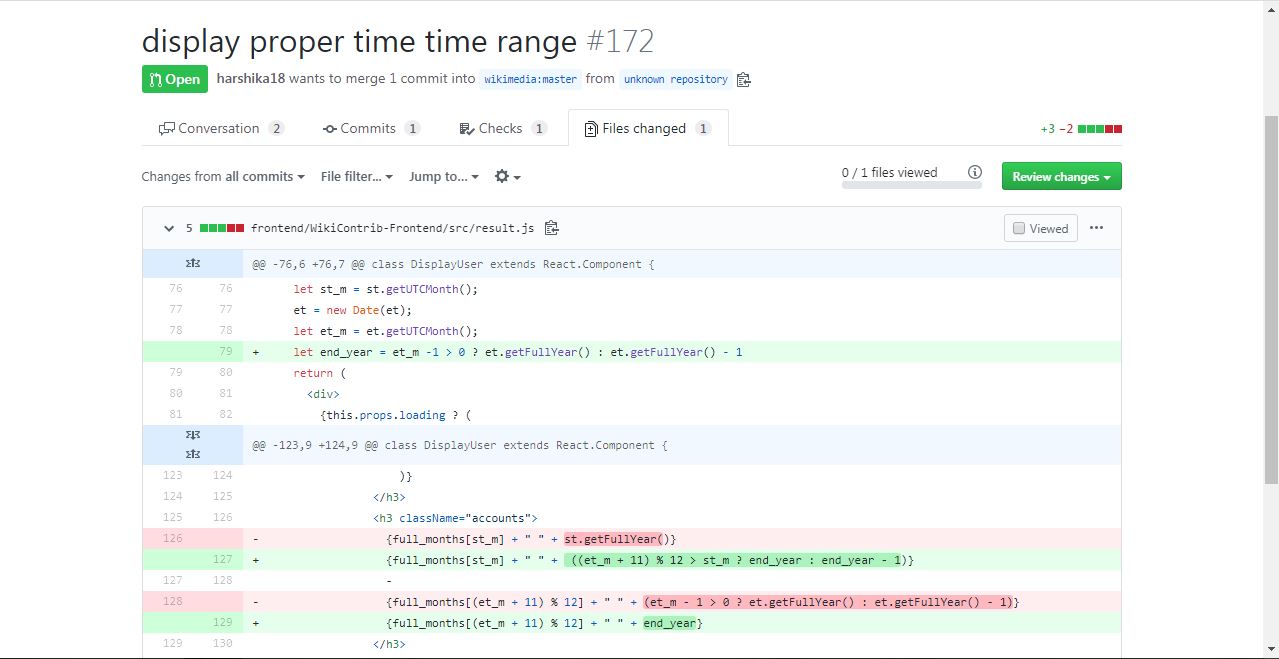 display proper time time range #172
Open harshika18 wants to merge 1 commit into wikimedia:master from unknown repository
Conversation 2 Commits 1 Checks 1 Files changed 1 +3 −2
Changes from all commits File filter... Jump to... 0 / 1 files viewed Review changes
5 frontend/WikiContrib-Frontend/src/result.js Viewed ...
@@ -76,6 +76,7 @@ class DisplayUser extends React.Component {
76 76 let st_m = st.getUTCMonth();
77 77 et = new Date(et);
78 78 let et_m = et.getUTCMonth();
79 + let end_year = et_m -1 > 0 ? et.getFullYear() : et.getFullYear() - 1
79 80 return (
80 81 <div>
81 82 {this.props.loading ? (
@@ -123,9 +124,9 @@ class DisplayUser extends React.Component {
123 124 )}
124 125 </h3>
125 126 <h3 className="accounts">
126 - {full_months[st_m] + " " + st.getFullYear()}
127 + {full_months[st_m] + " " + ((et_m + 11) % 12 > st_m ? end_year : end_year - 1)}
127 128 -
128 - {full_months[(et_m + 11) % 12] + " " + (et_m - 1 > 0 ? et.getFullYear() : et.getFullYear() - 1)}
129 + {full_months[(et_m + 11) % 12] + " " + end_year}
129 130 </h3>